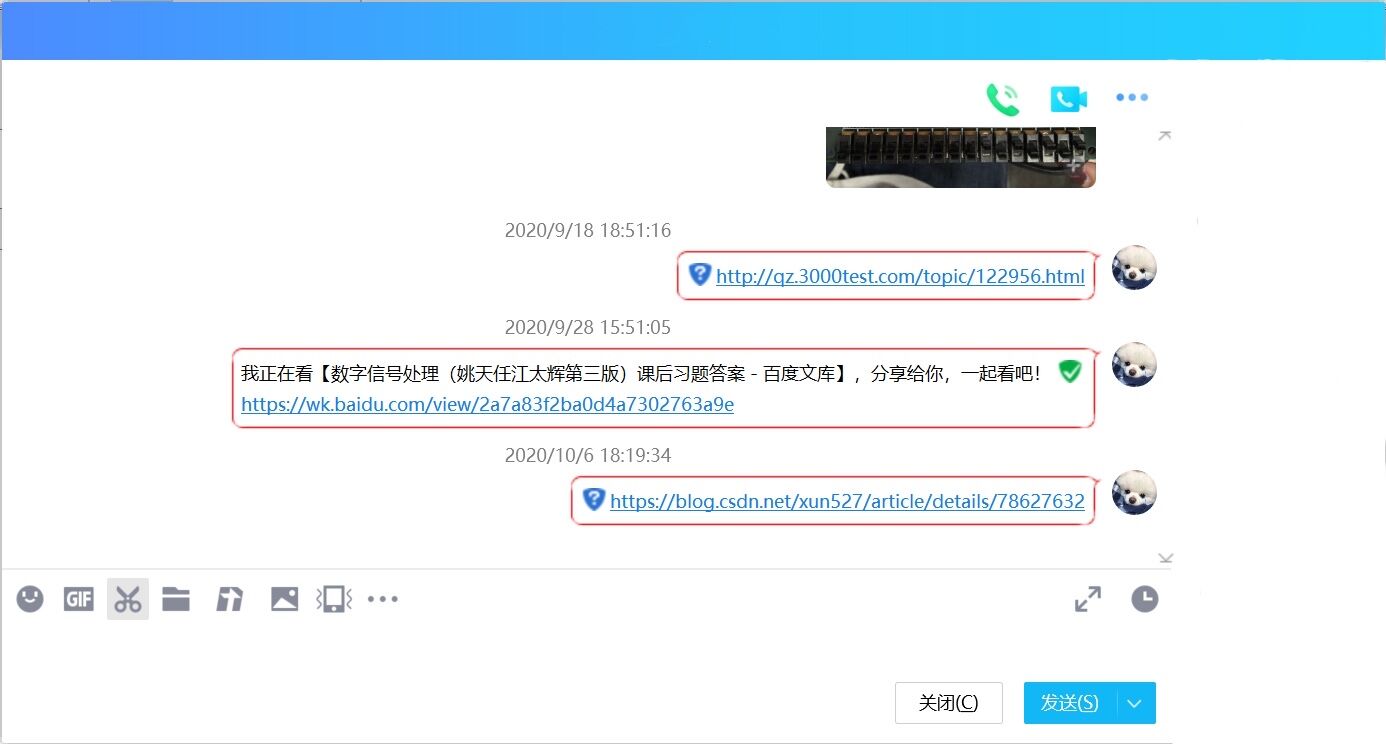 2020/9/18 18:51:16
http://qz.3000test.com/topic/122956.html
2020/9/28 15:51:05
我正在看【数字信号处理（姚天任江太辉第三版）课后习题答案 - 百度文库】，分享给你，一起看吧！
https://wk.baidu.com/view/2a7a83f2ba0d4a7302763a9e
2020/10/6 18:19:34
https://blog.csdn.net/xun527/article/details/78627632
GIF
关闭(C)
发送(S)